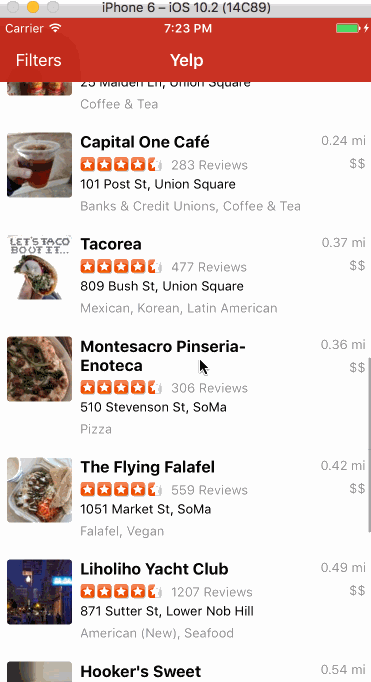 iPhone 6 – iOS 10.2 (14C89)
Carrier 7:23 PM
Filters Yelp
25 Maiden Ln, Union Square
Coffee & Tea
Capital One Café 0.24 mi
283 Reviews $$
101 Post St, Union Square
Banks & Credit Unions, Coffee & Tea
LET'S TACO
BOUT IT...
Tacorea 0.37 mi
477 Reviews $$
809 Bush St, Union Square
Mexican, Korean, Latin American
Montesacro Pinseria- 0.36 mi
Enoteca $$
306 Reviews
510 Stevenson St, SoMa
Pizza
The Flying Falafel 0.42 mi
559 Reviews $$
1051 Market St, SoMa
Falafel, Vegan
Liholiho Yacht Club 0.49 mi
1207 Reviews $$
871 Sutter St, Lower Nob Hill
American (New), Seafood
Hooker's Sweet 0.54 mi